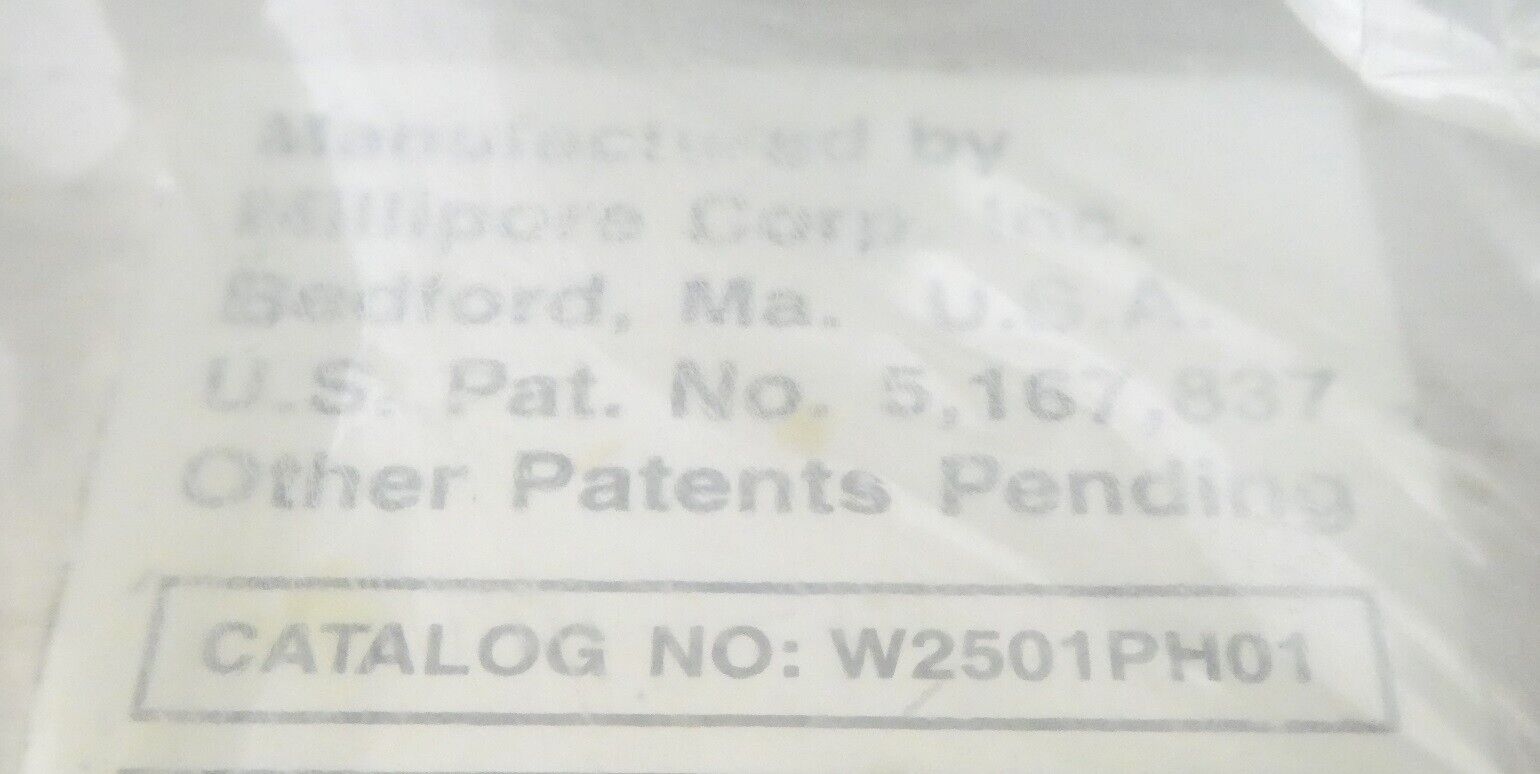 Manufactured by
Millipore Corp. Inc.
Bedford, Ma. U.S.A.
U.S. Pat. No. 5,167,837
Other Patents Pending
CATALOG NO: W2501PH01